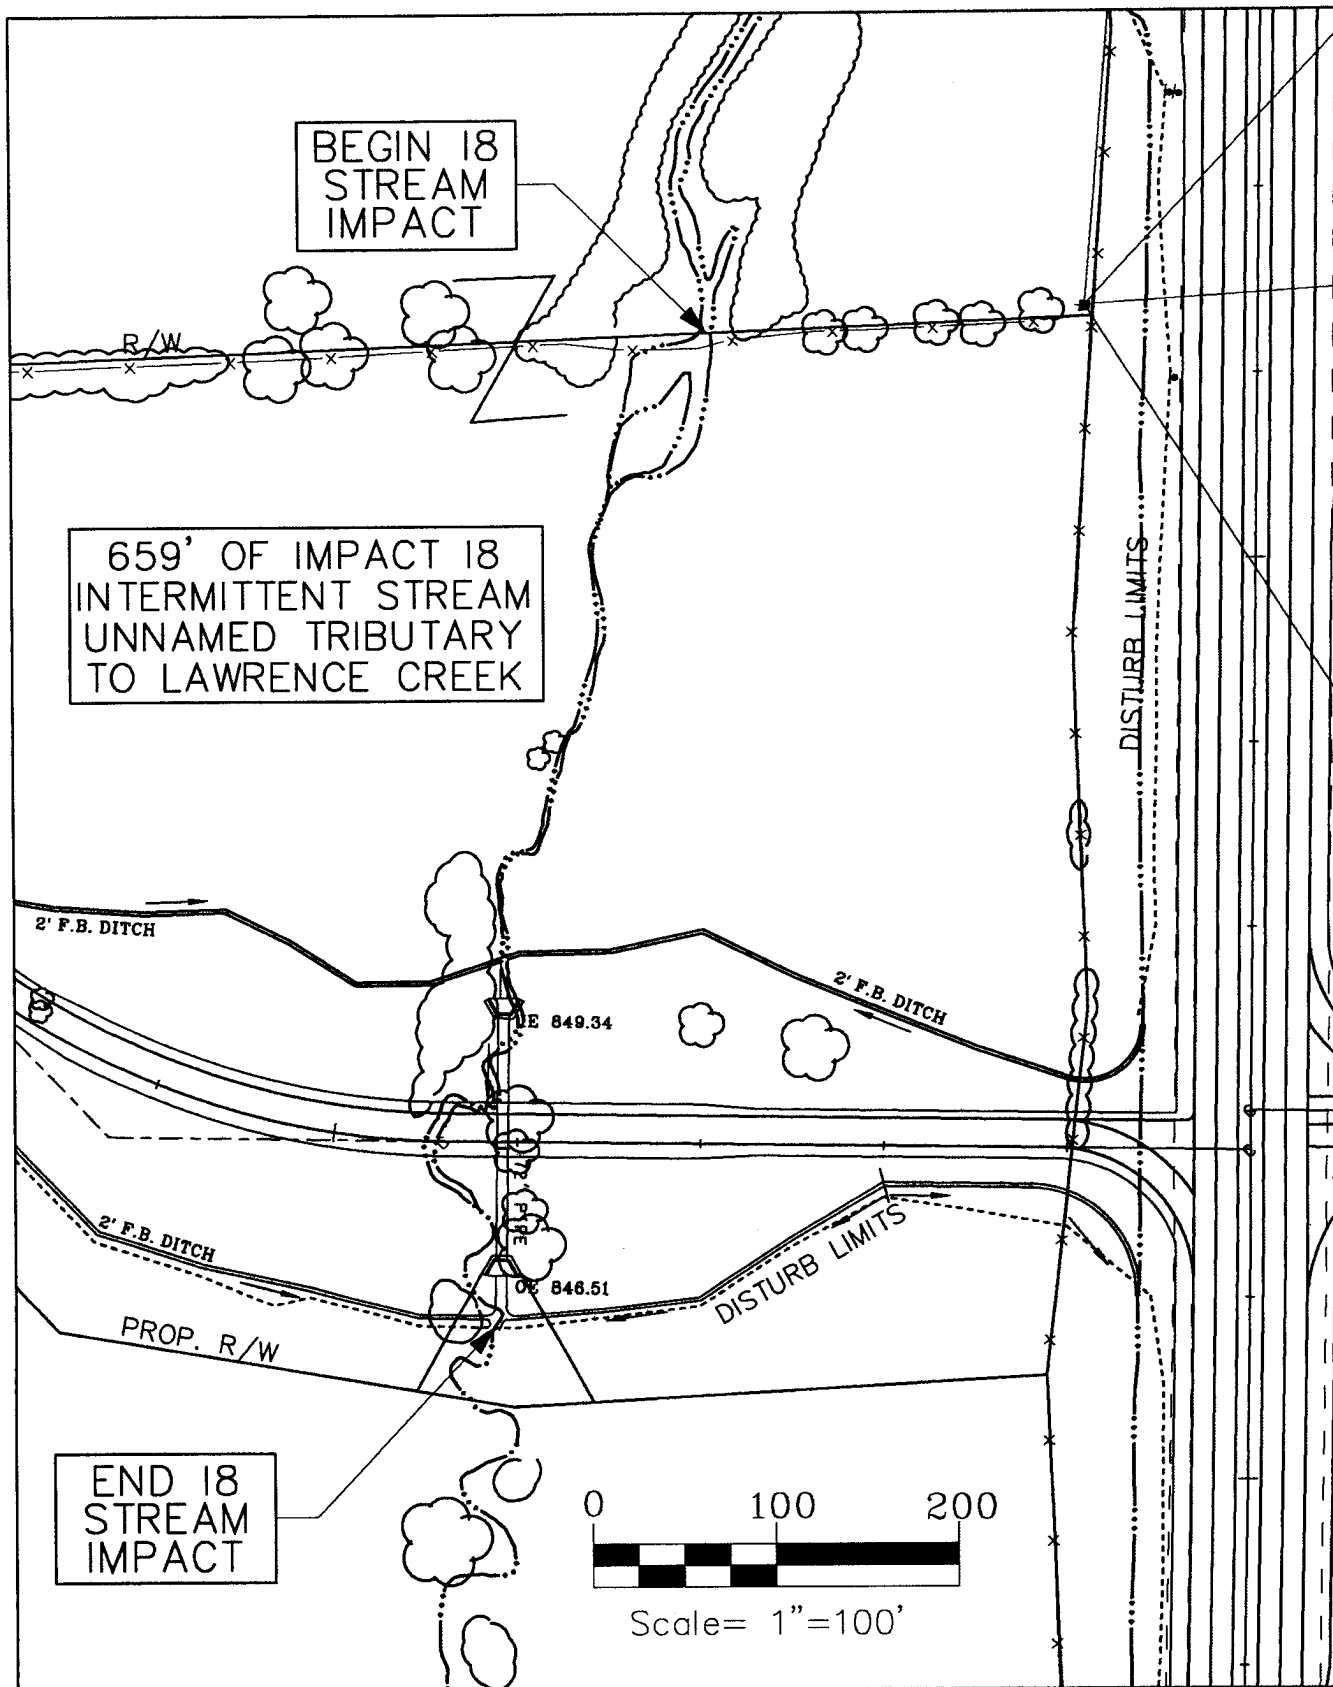 BEGIN 18
STREAM
IMPACT
R/W
659' OF IMPACT 18
INTERMITTENT STREAM
UNNAMED TRIBUTARY
TO LAWRENCE CREEK
DISTURB LIMITS
2' F.B. DITCH
2' F.B. DITCH
IE 849.34
PIPE
2' F.B. DITCH
OE 846.51
DISTURB LIMITS
PROP. R/W
END 18
STREAM
IMPACT
0 100 200
Scale= 1"=100'